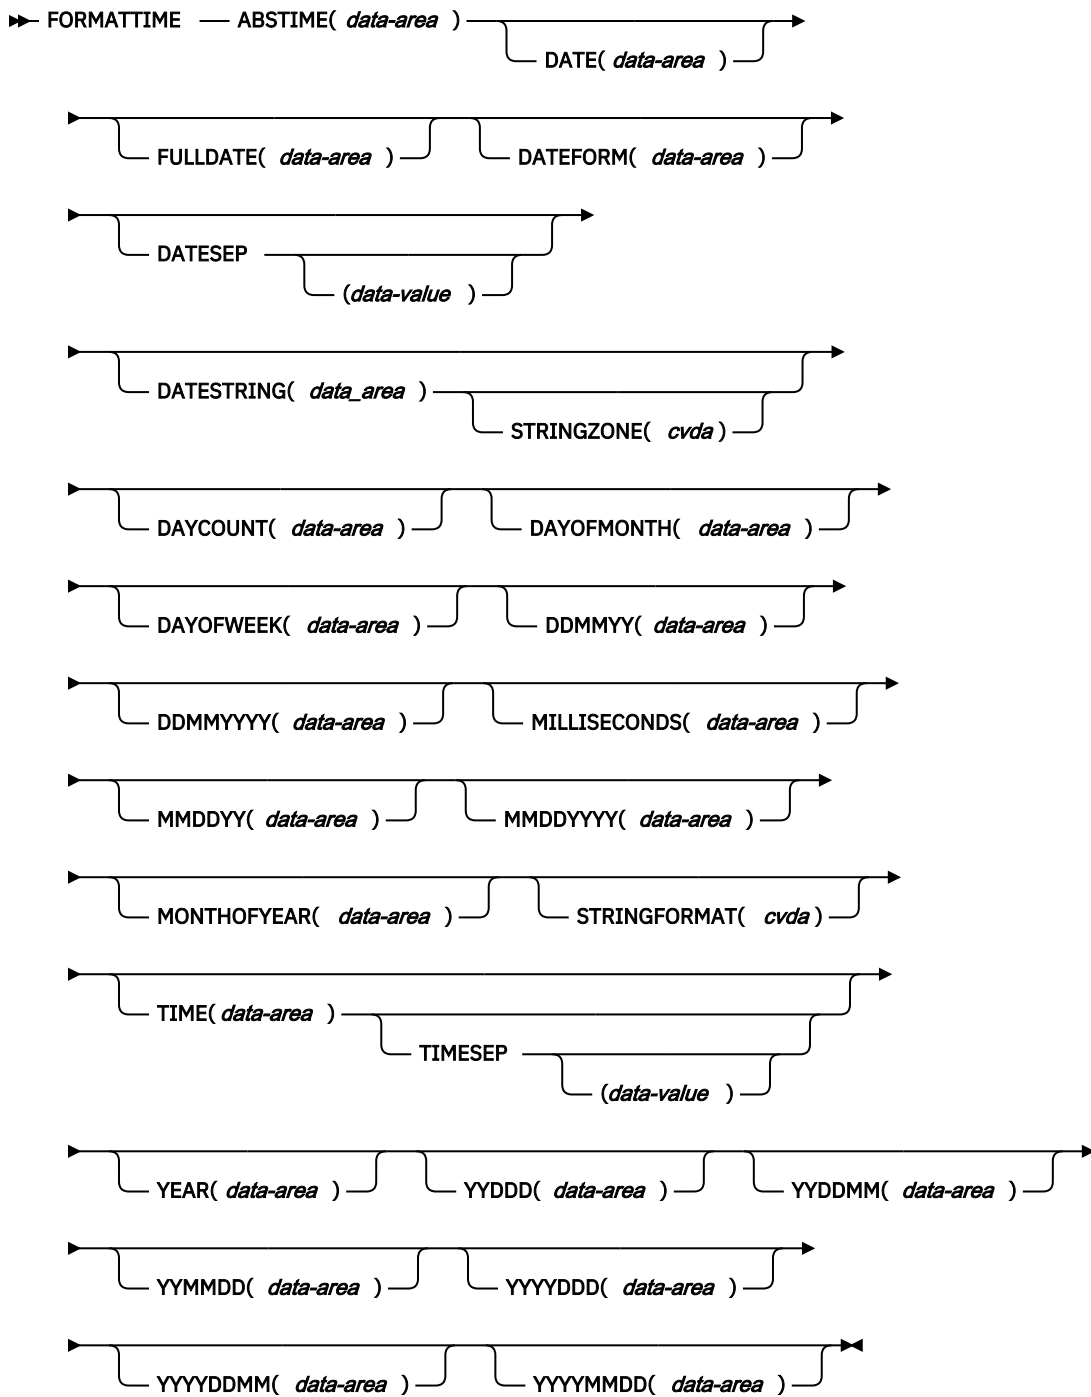 FORMATTIME ABSTIME( data-area )
DATE( data-area )
FULLDATE( data-area ) DATEFORM( data-area )
DATESEP
(data-value )
DATESTRING( data_area )
STRINGZONE( cvda )
DAYCOUNT( data-area ) DAYOFMONTH( data-area )
DAYOFWEEK( data-area ) DDMMYY( data-area )
DDMMYYYY( data-area ) MILLISECONDS( data-area )
MMDDYY( data-area ) MMDDYYYY( data-area )
MONTHOFYEAR( data-area ) STRINGFORMAT( cvda )
TIME( data-area )
TIMESEP
(data-value )
YEAR( data-area ) YYDDD( data-area ) YYDDMM( data-area )
YYMMDD( data-area ) YYYYDDD( data-area )
YYYYDDMM( data-area ) YYYYMMDD( data-area )